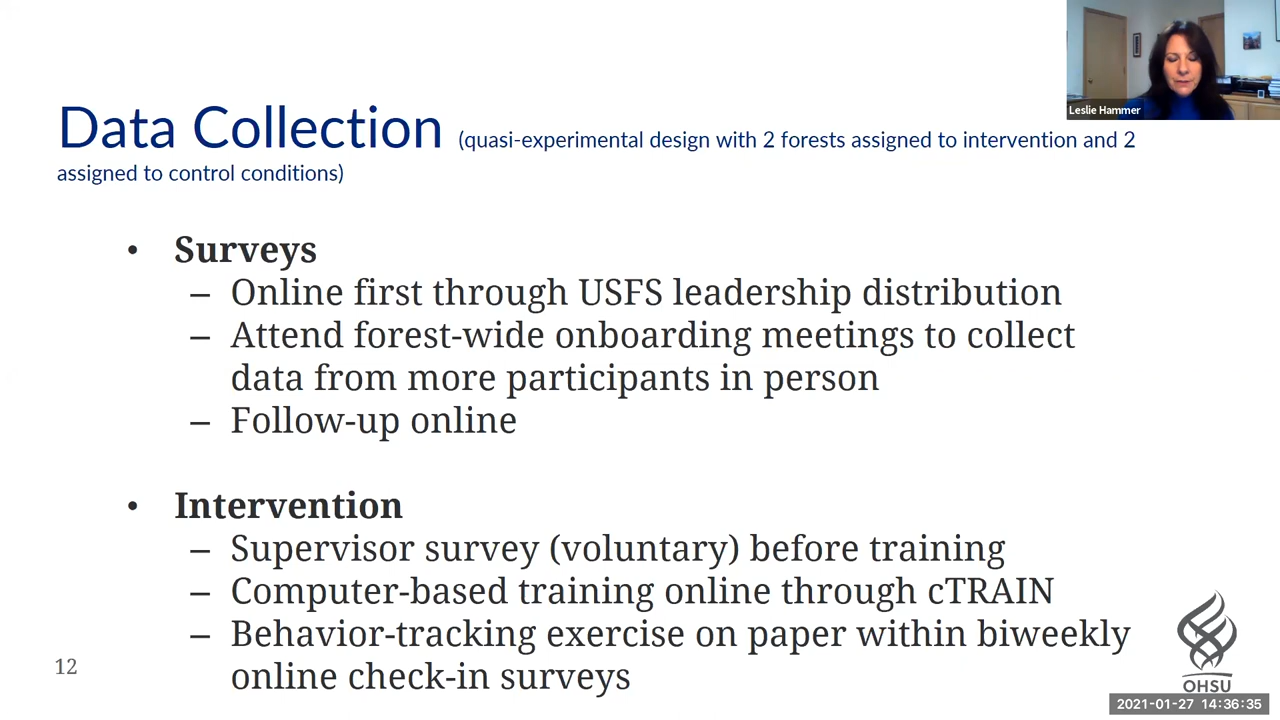 Leslie Hammer
Data Collection (quasi-experimental design with 2 forests assigned to intervention and 2
assigned to control conditions)
• Surveys
– Online first through USFS leadership distribution
– Attend forest-wide onboarding meetings to collect
data from more participants in person
– Follow-up online
• Intervention
– Supervisor survey (voluntary) before training
– Computer-based training online through cTRAIN
– Behavior-tracking exercise on paper within biweekly
online check-in surveys
12
OHSU
2021-01-27 14:36:35